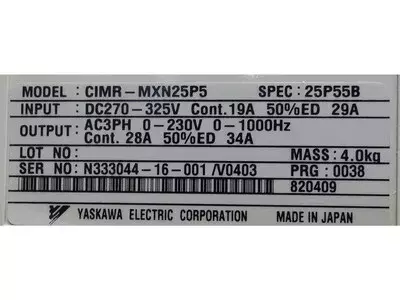 MODEL : CIMR-MXN25P5 SPEC: 25P55B
INPUT : DC270-325V Cont.19A 50%ED 29A
OUTPUT: AC3PH 0-230V 0-1000Hz
Cont.28A 50%ED 34A
LOT NO : MASS: 4.0kg
SER NO: N333044-16-001 /V0403 PRG : 0038
820409
YASKAWA ELECTRIC CORPORATION MADE IN JAPAN